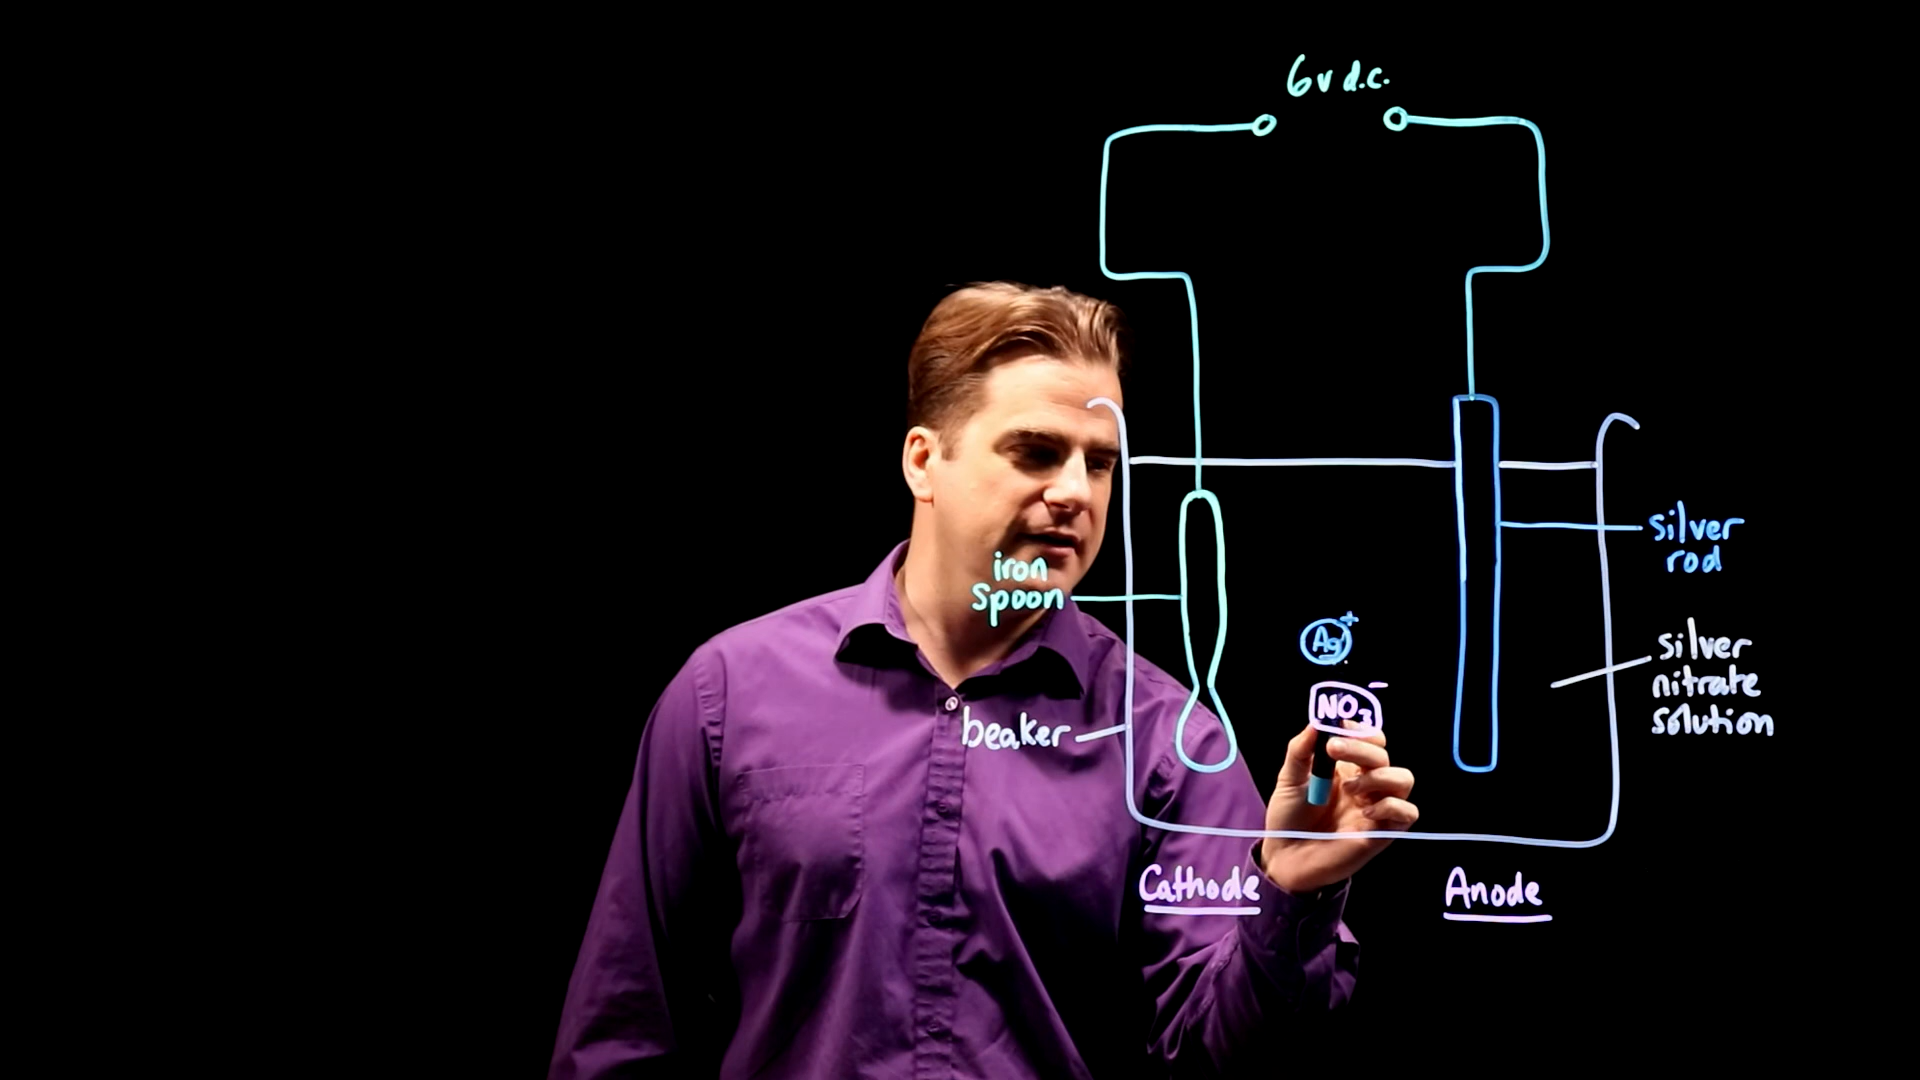 6v d.c.
iron
spoon
silver
rod
Ag+
silver
nitrate
solution
NO3-
beaker
Cathode
Anode